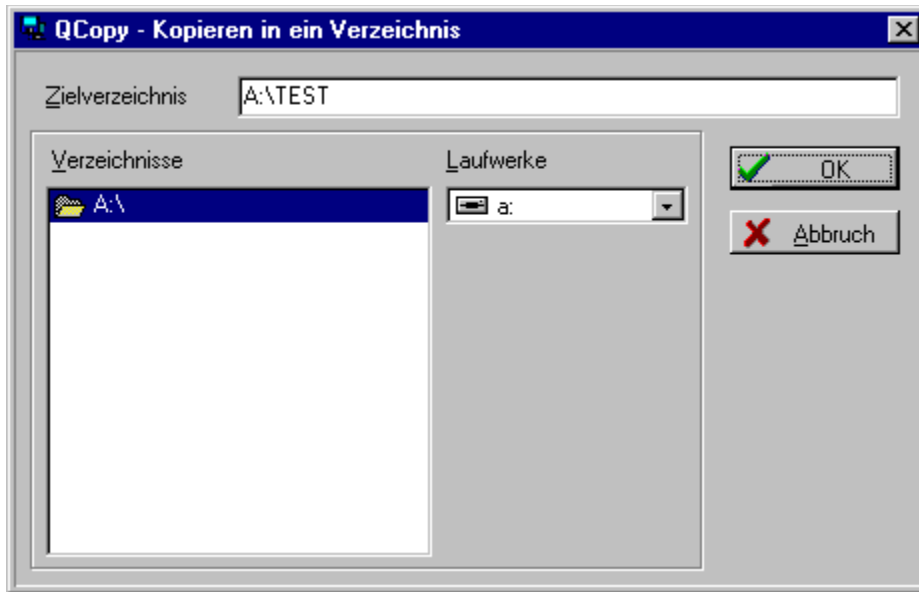 QCopy - Kopieren in ein Verzeichnis
Zielverzeichnis A:\TEST
Verzeichnisse Laufwerke OK
A:\ a:
Abbruch